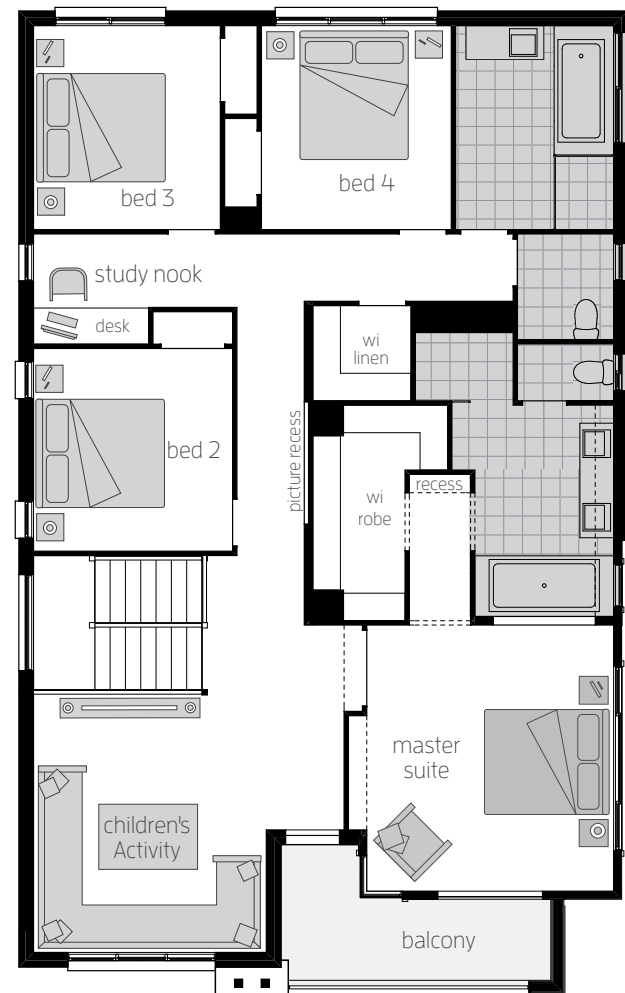 bed 3
bed 4
study nook
desk
wi
linen
bed 2
picture recess
wi
robe
recess
master
suite
children's
Activity
balcony